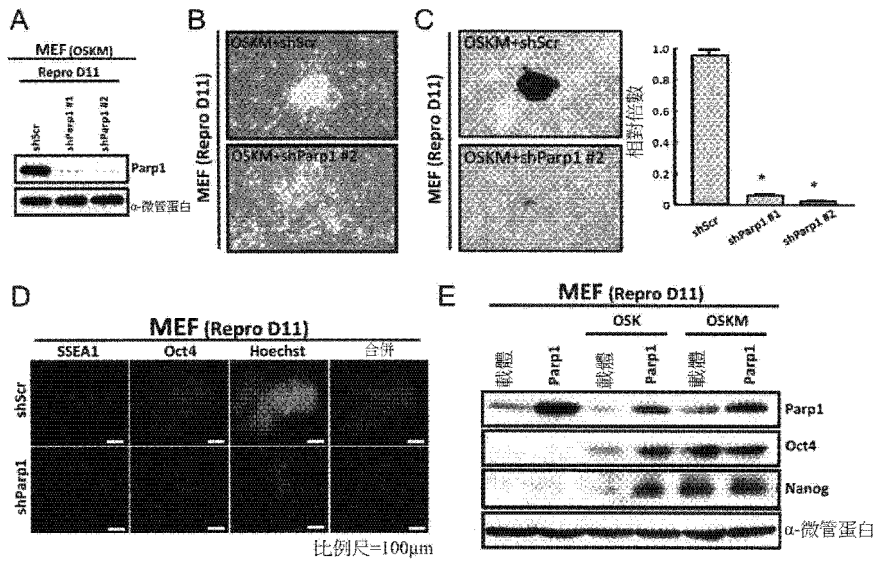 A
MEF (OSKM)
Repro D11
shScr
shParp1 #1
shParp1 #2
Parp1
α-微管蛋白
B
MEF (Repro D11)
OSKM+shScr
OSKM+shParp1 #2
C
MEF (Repro D11)
OSKM+shScr
OSKM+shParp1 #2
相對倍數
1.0
0.8
0.6
0.4
0.2
0
*
*
shScr
shParp1 #1
shParp1 #2
D
MEF (Repro D11)
SSEA1 Oct4 Hoechst 合併
shScr
shParp1
比例尺=100μm
E
MEF (Repro D11)
OSK OSKM
載體 Parp1 載體 Parp1 載體 Parp1
Parp1
Oct4
Nanog
α-微管蛋白